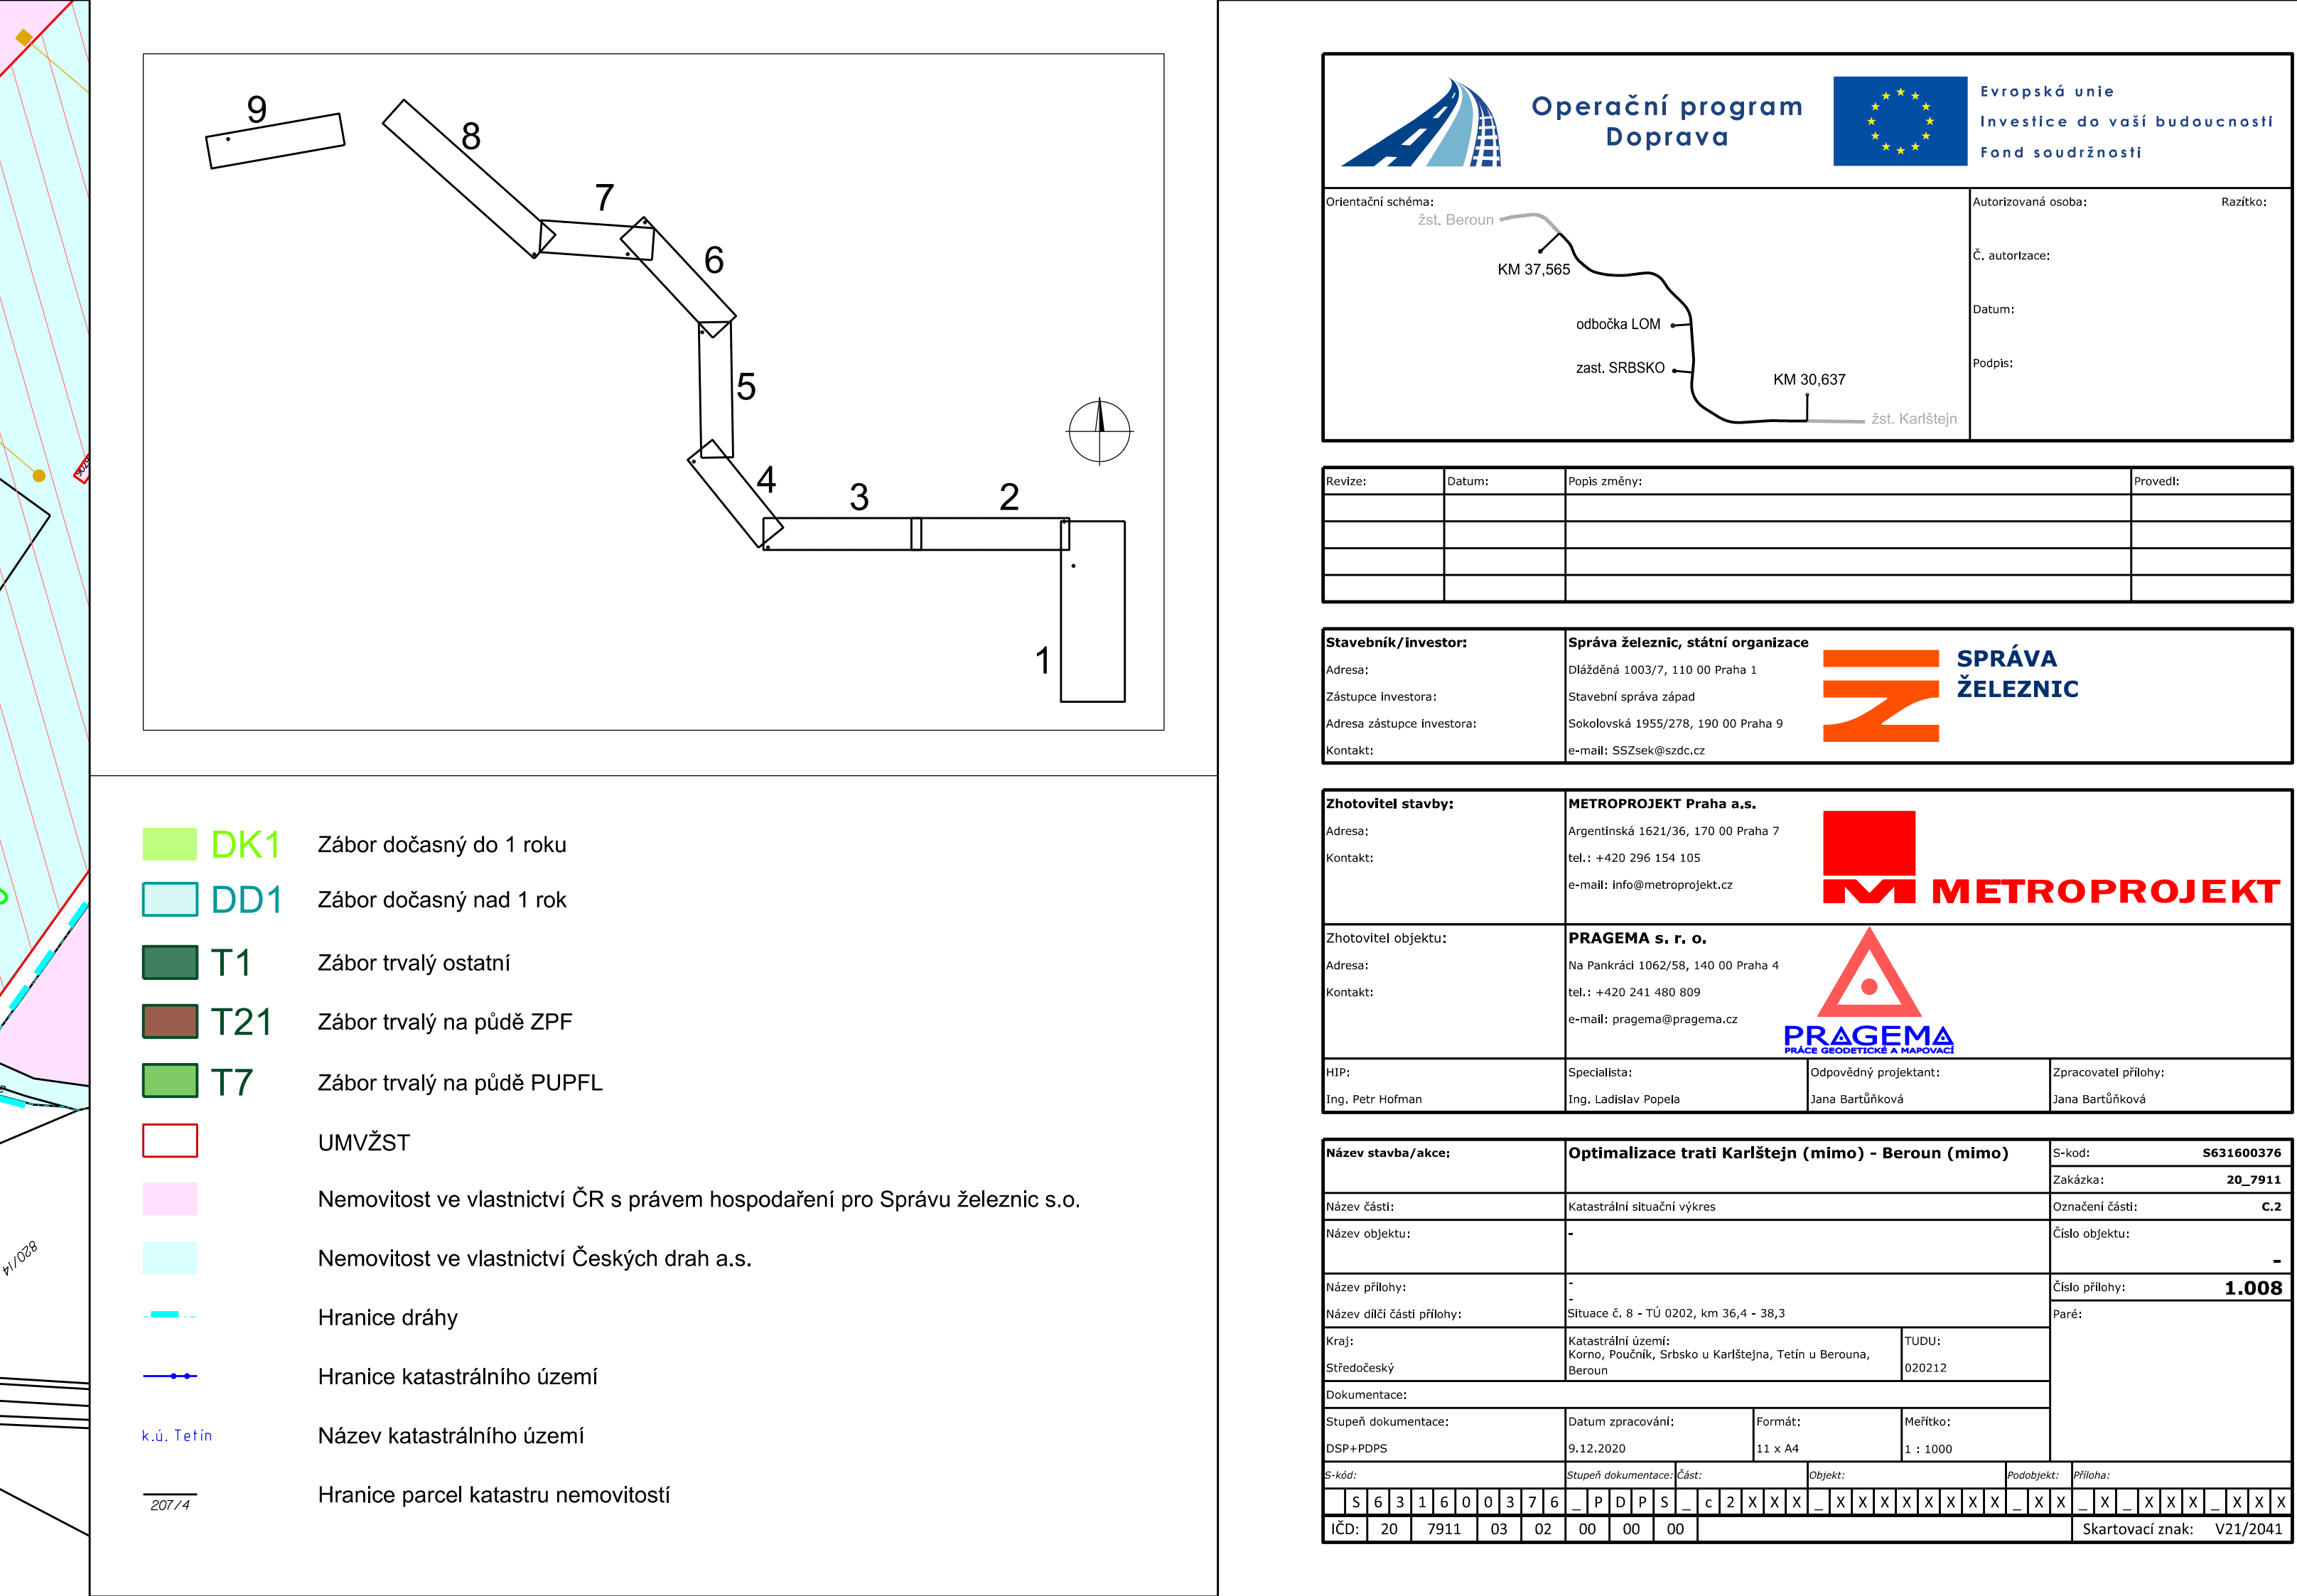 9
8
7
6
5
4
3
2
1
820/14
DK1 Zábor dočasný do 1 roku
DD1 Zábor dočasný nad 1 rok
T1 Zábor trvalý ostatní
T21 Zábor trvalý na půdě ZPF
T7 Zábor trvalý na půdě PUPFL
UMVŽST
Nemovitost ve vlastnictví ČR s právem hospodaření pro Správu železnic s.o.
Nemovitost ve vlastnictví Českých drah a.s.
Hranice dráhy
Hranice katastrálního území
k.ú. Tetín Název katastrálního území
207/4 Hranice parcel katastru nemovitostí
Operační program
Doprava
Evropská unie
Investice do vaší budoucnosti
Fond soudržnosti
Orientační schéma:
žst. Beroun
KM 37,565
odbočka LOM
zast. SRBSKO
KM 30,637
žst. Karlštejn
Autorizovaná osoba: Razítko:
Č. autorizace:
Datum:
Podpis:
Revize: Datum: Popis změny: Provedl:
Stavebník/investor: Správa železnic, státní organizace
Adresa: Dlážděná 1003/7, 110 00 Praha 1
Zástupce investora: Stavební správa západ
Adresa zástupce investora: Sokolovská 1955/278, 190 00 Praha 9
Kontakt: e-mail: SSZsek@szdc.cz
SPRÁVA
ŽELEZNIC
Zhotovitel stavby: METROPROJEKT Praha a.s.
Adresa: Argentinská 1621/36, 170 00 Praha 7
Kontakt: tel.: +420 296 154 105
e-mail: info@metroprojekt.cz
METROPROJEKT
Zhotovitel objektu: PRAGEMA s. r. o.
Adresa: Na Pankráci 1062/58, 140 00 Praha 4
Kontakt: tel.: +420 241 480 809
e-mail: pragema@pragema.cz
PRAGEMA
PRÁCE GEODETICKÉ A MAPOVACÍ
HIP: Specialista: Odpovědný projektant: Zpracovatel přílohy:
Ing. Petr Hofman Ing. Ladislav Popela Jana Bartůňková Jana Bartůňková
Název stavba/akce: Optimalizace trati Karlštejn (mimo) - Beroun (mimo) S-kod: S631600376
Zakázka: 20_7911
Název části: Katastrální situační výkres Označení části: C.2
Název objektu: - Číslo objektu:
-
Název přílohy: - Číslo přílohy: 1.008
-
Název dílčí části přílohy: Situace č. 8 - TÚ 0202, km 36,4 - 38,3 Paré:
Kraj: Katastrální území: TUDU:
Korno, Poučník, Srbsko u Karlštejna, Tetín u Berouna,
Středočeský Beroun 020212
Dokumentace:
Stupeň dokumentace: Datum zpracování: Formát: Meřítko:
DSP+PDPS 9.12.2020 11 x A4 1 : 1000
S-kód: Stupeň dokumentace: Část: Objekt: Podobjekt: Příloha:
S 6 3 1 6 0 0 3 7 6 _ P D P S _ c 2 X X X _ X X X X X X X X _ X X _ X _ X X X _ X X X
IČD: 20 7911 03 02 00 00 00 Skartovací znak: V21/2041